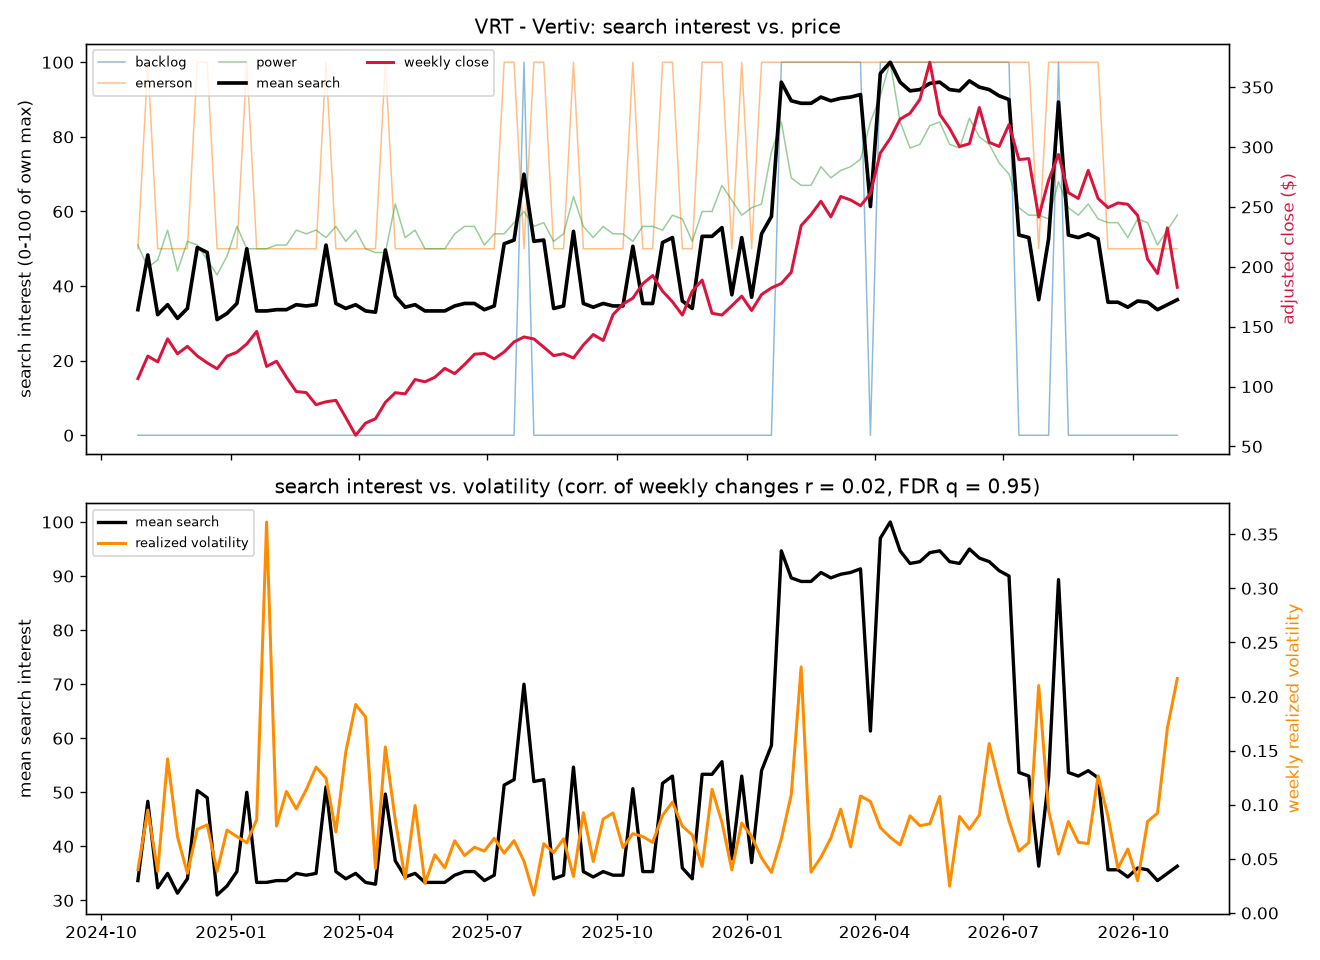 VRT - Vertiv: search interest vs. price
backlog
emerson
power
mean search
weekly close
100
80
60
40
20
0
search interest (0-100 of own max)
350
300
250
200
150
100
50
adjusted close ($)
search interest vs. volatility (corr. of weekly changes r = 0.02, FDR q = 0.95)
mean search
realized volatility
100
90
80
70
60
50
40
30
mean search interest
0.35
0.30
0.25
0.20
0.15
0.10
0.05
0.00
weekly realized volatility
2024-10
2025-01
2025-04
2025-07
2025-10
2026-01
2026-04
2026-07
2026-10